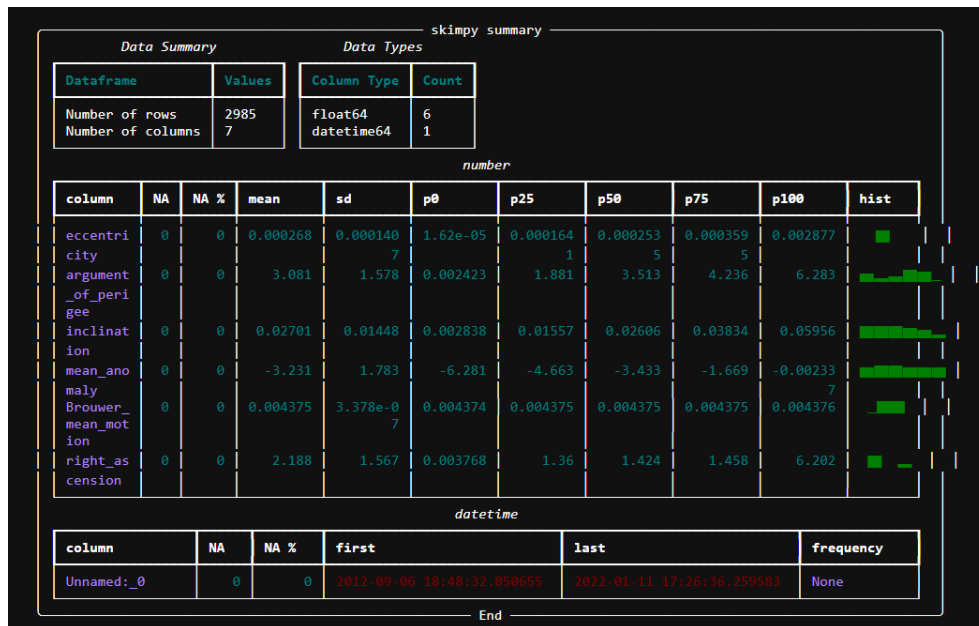 skimpy summary
Data Summary Data Types
Dataframe Values Column Type Count
Number of rows 2985 float64 6
Number of columns 7 datetime64 1
number
column NA NA % mean sd p0 p25 p50 p75 p100 hist
eccentri 0 0 0.000268 0.000140 1.62e-05 0.000164 0.000253 0.000359 0.002877
city 7 1 5 5
argument 0 0 3.081 1.578 0.002423 1.881 3.513 4.236 6.283
_of_peri
gee
inclinat 0 0 0.02701 0.01448 0.002838 0.01557 0.02606 0.03834 0.05956
ion
mean_ano 0 0 -3.231 1.783 -6.281 -4.663 -3.433 -1.669 -0.00233
maly 7
Brouwer_ 0 0 0.004375 3.378e-0 0.004374 0.004375 0.004375 0.004375 0.004376
mean_mot 7
ion
right_as 0 0 2.188 1.567 0.003768 1.36 1.424 1.458 6.202
cension
datetime
column NA NA % first last frequency
Unnamed:_0 0 0 2012-09-06 18:48:32.050655 2022-01-11 17:26:36.259583 None
End